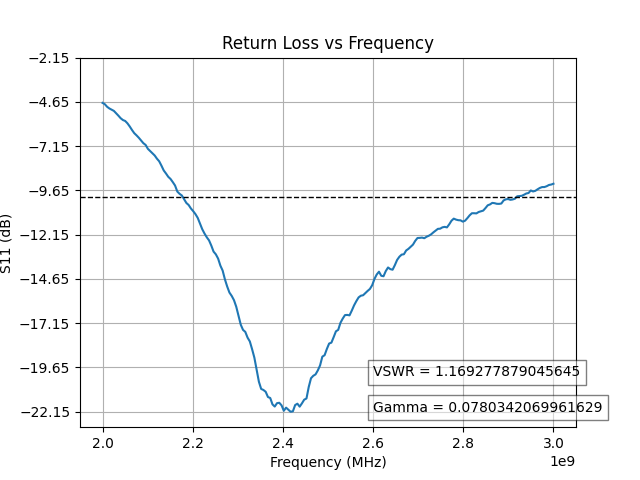 Return Loss vs Frequency
−2.15
−4.65
−7.15
−9.65
−12.15
−14.65
−17.15
−19.65
−22.15
S11 (dB)
VSWR = 1.169277879045645
Gamma = 0.0780342069961629
2.0 2.2 2.4 2.6 2.8 3.0
Frequency (MHz)
1e9